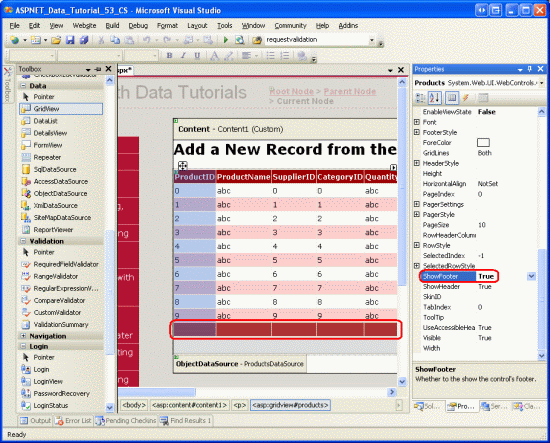 ASPNET_Data_Tutorial_53_CS - Microsoft Visual Studio
File Edit View Website Build Debug Format Layout Tools Window Community Help Addins
requestvalidation
Toolbox
Data
Pointer
GridView
DataList
DetailsView
FormView
Repeater
SqlDataSource
AccessDataSource
ObjectDataSource
XmlDataSource
SiteMapDataSource
ReportViewer
Validation
Pointer
RequiredFieldValidator
RangeValidator
RegularExpressionV...
CompareValidator
CustomValidator
ValidationSummary
Navigation
Login
Pointer
Login
LoginView
PasswordRecovery
LoginStatus
Toolbox
th Data Tutorials
Root Node > Parent Node
> Current Node
Content - Content1 (Custom)
Add a New Record from the
ProductID ProductName SupplierID CategoryID Quantity
0 abc 0 0 abc
1 abc 1 1 abc
2 abc 2 2 abc
3 abc 3 3 abc
4 abc 4 4 abc
5 abc 5 5 abc
6 abc 6 6 abc
7 abc 7 7 abc
8 abc 8 8 abc
9 abc 9 9 abc
ObjectDataSource - ProductsDataSource
with
ater
ting
<body> <asp:content#content1> <p> <asp:gridview#products>
Properties
Products System.Web.UI.WebControls.
EnableViewState False
Font
FooterStyle
ForeColor
GridLines Both
HeaderStyle
Height
HorizontalAlign NotSet
PageIndex 0
PagerSettings
PagerStyle
PageSize 10
RowHeaderColumn
RowStyle
SelectedIndex -1
SelectedRowStyle
ShowFooter True
ShowHeader True
SkinID
TabIndex 0
ToolTip
UseAccessibleHea True
Visible True
Width
ShowFooter
Whether to show the control's footer.
Sol... Pro... Ser... Cla...
Output Error List Pending Checkins Find Results 1
Ready